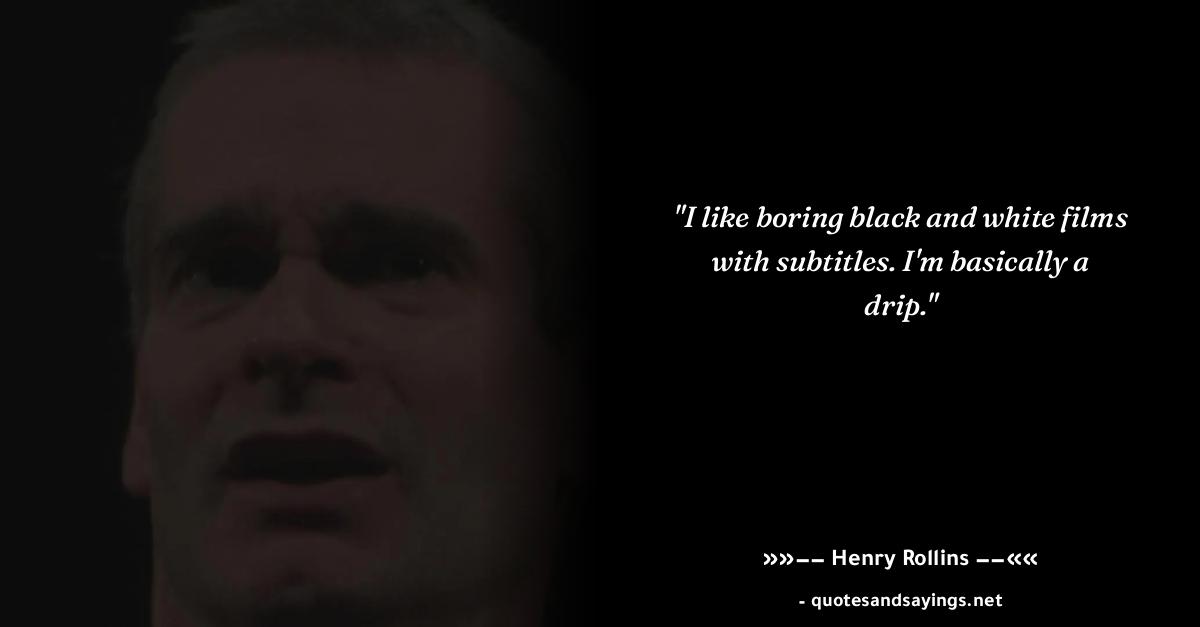 "I like boring black and white films
with subtitles. I'm basically a
drip."
»»−− Henry Rollins −−««
- quotesandsayings.net